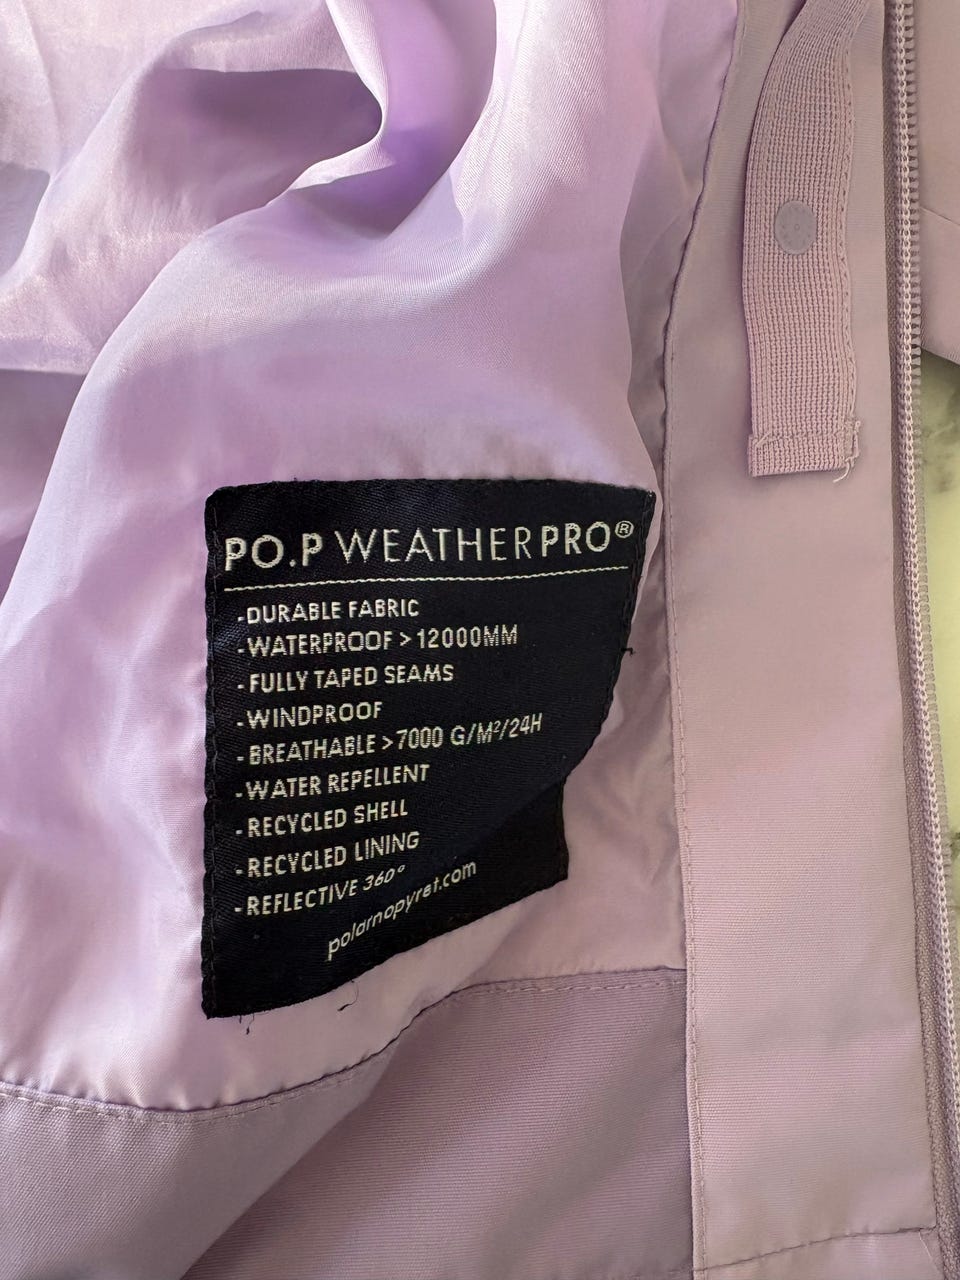 PO.P WEATHERPRO®
-DURABLE FABRIC
-WATERPROOF > 12000MM
-FULLY TAPED SEAMS
-WINDPROOF
-BREATHABLE >7000 G/M²/24H
-WATER REPELLENT
-RECYCLED SHELL
-RECYCLED LINING
-REFLECTIVE 360°
polarnopyret.com